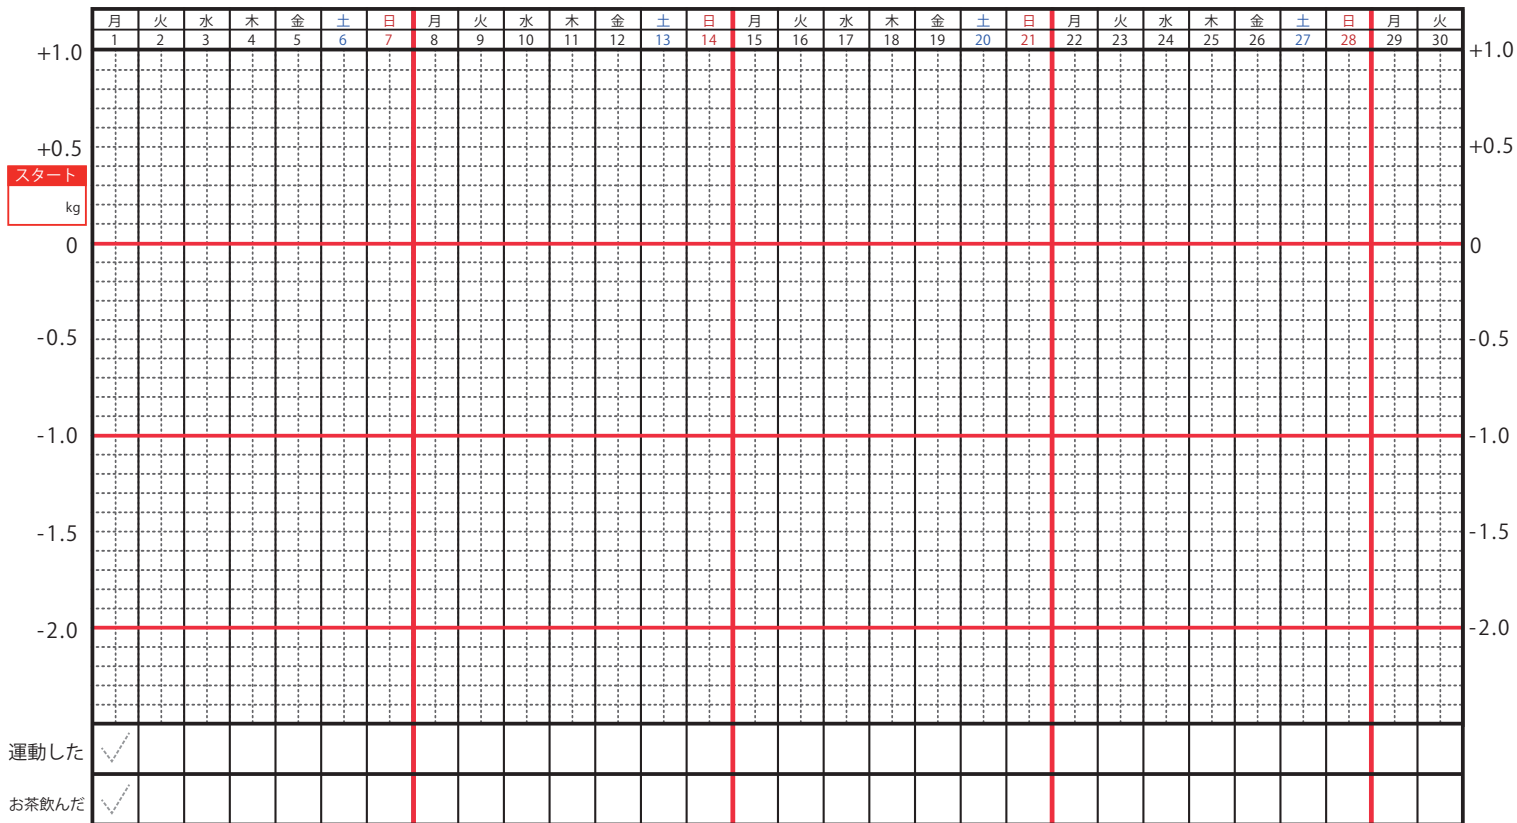 月 火 水 木 金 土 日 月 火 水 木 金 土 日 月 火 水 木 金 土 日 月 火 水 木 金 土 日 月 火
1 2 3 4 5 6 7 8 9 10 11 12 13 14 15 16 17 18 19 20 21 22 23 24 25 26 27 28 29 30
+1.0 +1.0
+0.5 +0.5
スタート
kg
0 0
-0.5 -0.5
-1.0 -1.0
-1.5 -1.5
-2.0 -2.0
運動した
お茶飲んだ